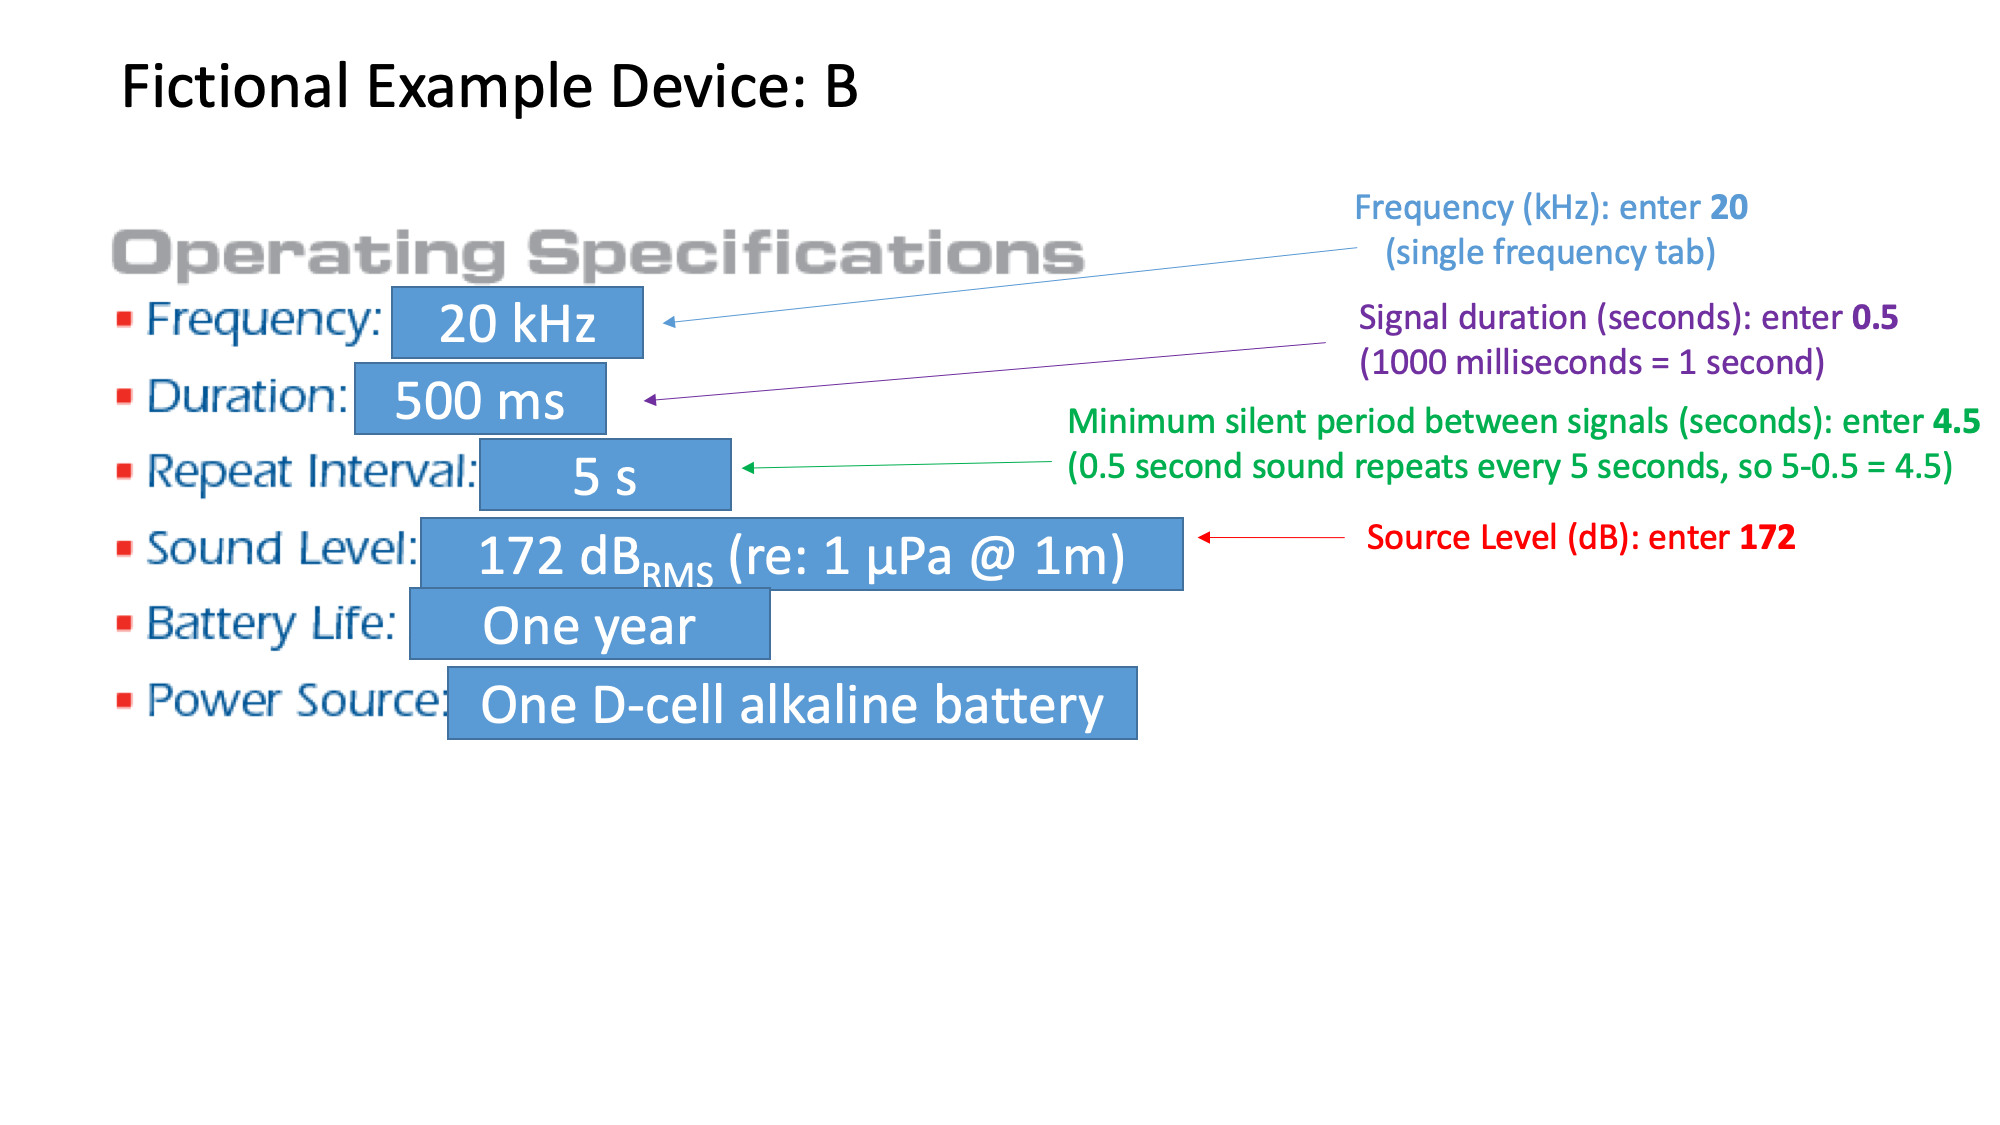 Fictional Example Device: B
Operating Specifications
Frequency: 20 kHz
Duration: 500 ms
Repeat Interval: 5 s
Sound Level: 172 dBRMS (re: 1 µPa @ 1m)
Battery Life: One year
Power Source: One D-cell alkaline battery
Frequency (kHz): enter 20
(single frequency tab)
Signal duration (seconds): enter 0.5
(1000 milliseconds = 1 second)
Minimum silent period between signals (seconds): enter 4.5
(0.5 second sound repeats every 5 seconds, so 5-0.5 = 4.5)
Source Level (dB): enter 172